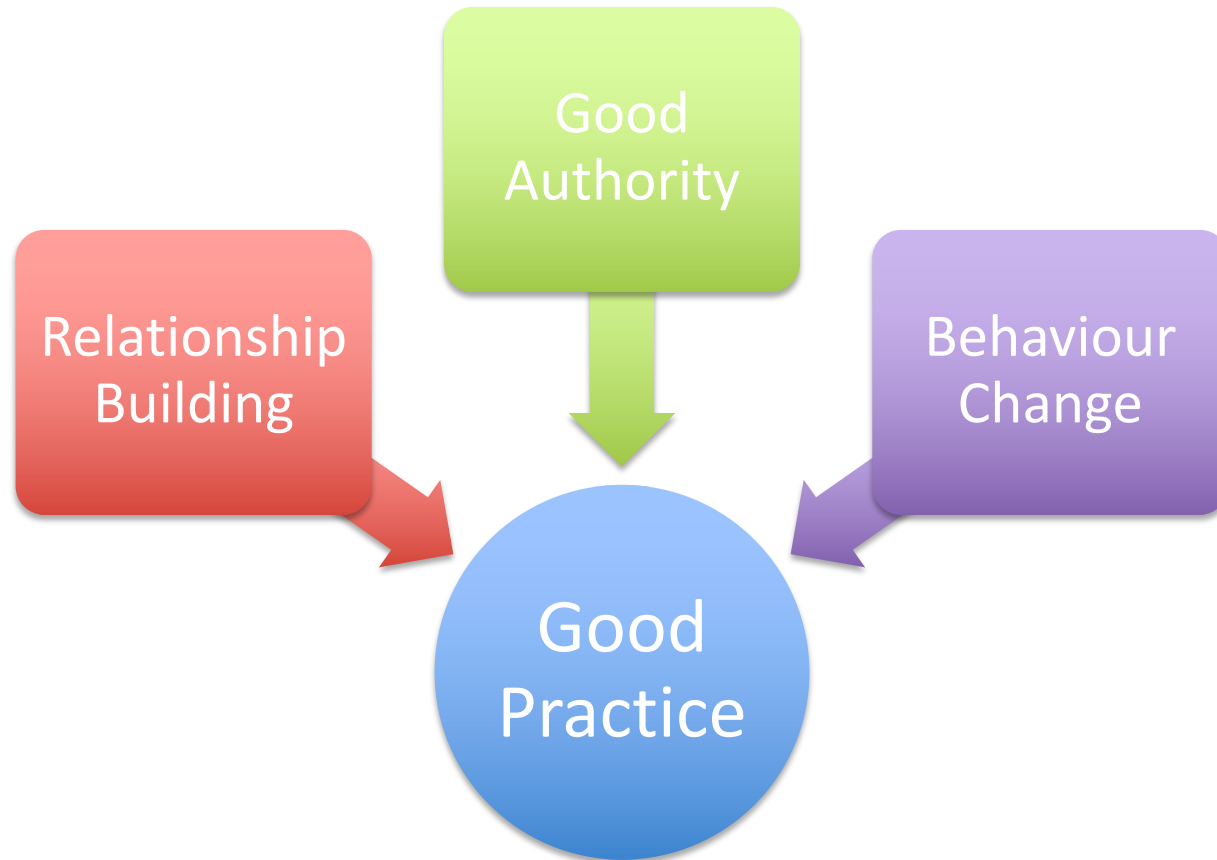 Good
Authority
Relationship
Building
Behaviour
Change
Good
Practice